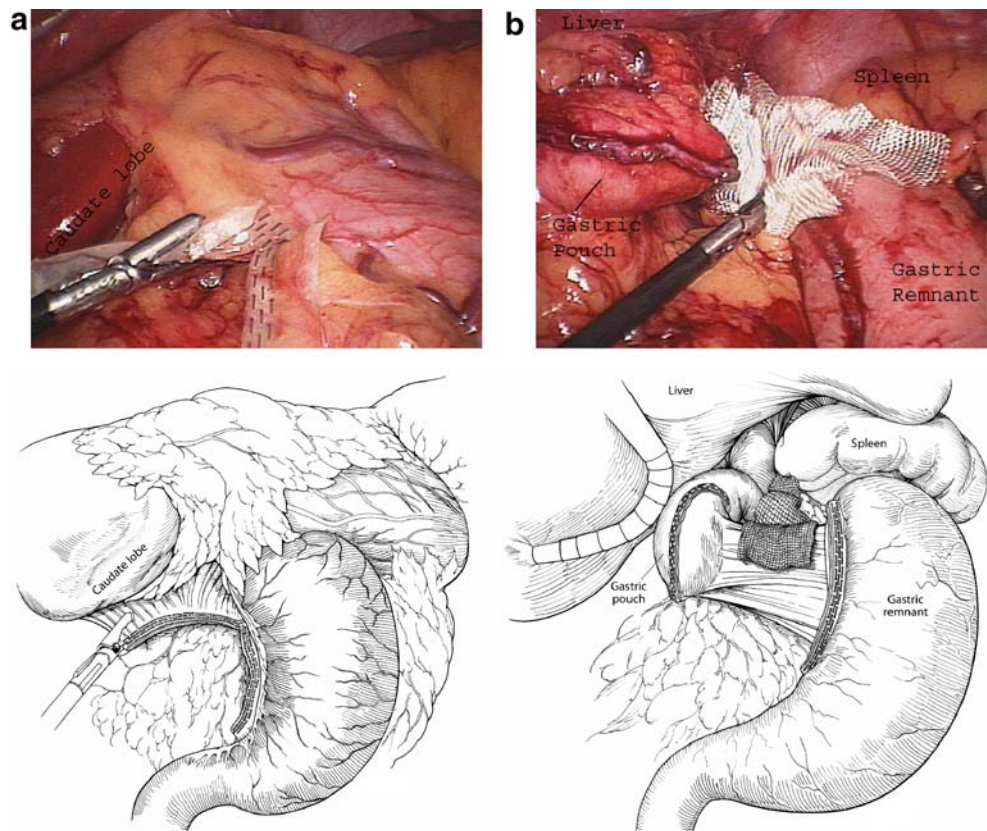 a
Caudate lobe
b
Liver
Spleen
Gastric
Pouch
Gastric
Remnant
Caudate lobe
Liver
Spleen
Gastric
pouch
Gastric
remnant